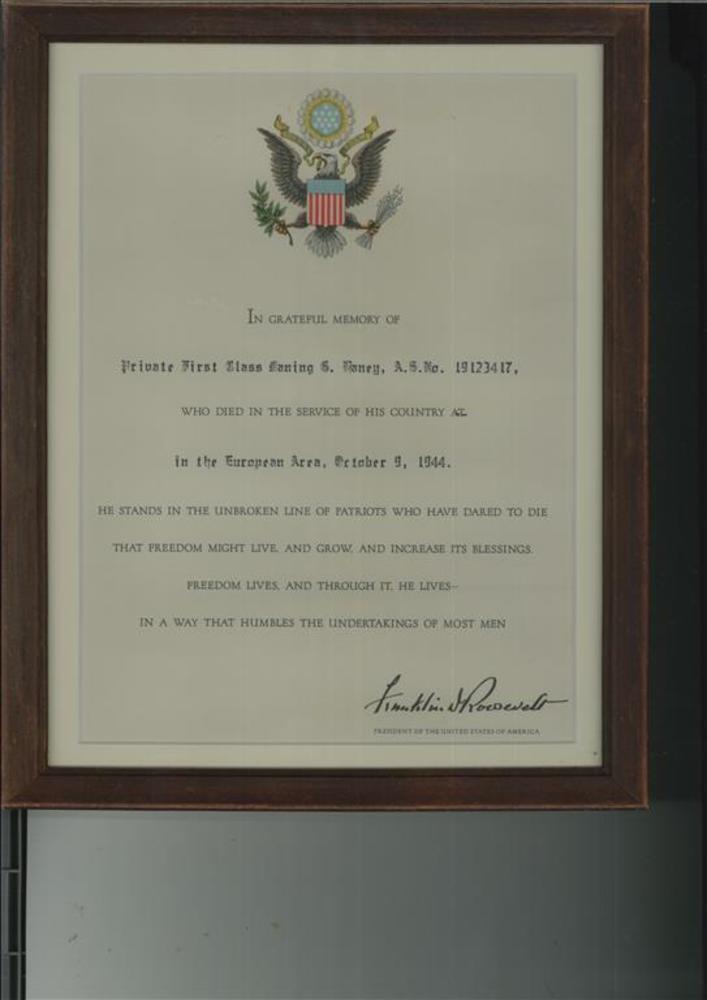 IN GRATEFUL MEMORY OF
Private First Class S. Haney, A.S.No. 19123417,
WHO DIED IN THE SERVICE OF HIS COUNTRY AT
in the European Area, October 9, 1944.
HE STANDS IN THE UNBROKEN LINE OF PATRIOTS WHO HAVE DARED TO DIE
THAT FREEDOM MIGHT LIVE, AND GROW, AND INCREASE ITS BLESSINGS.
FREEDOM LIVES, AND THROUGH IT, HE LIVES—
IN A WAY THAT HUMBLES THE UNDERTAKINGS OF MOST MEN
Franklin D Roosevelt
PRESIDENT OF THE UNITED STATES OF AMERICA